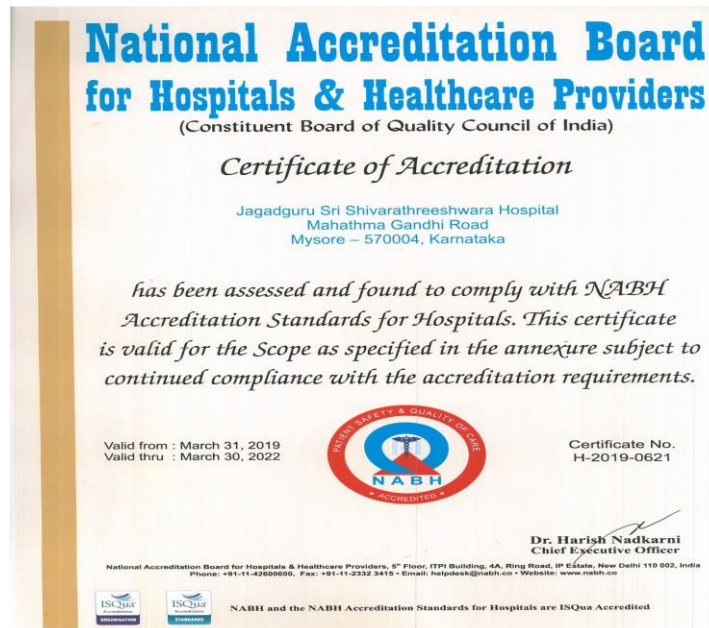 National Accreditation Board
for Hospitals & Healthcare Providers
(Constituent Board of Quality Council of India)
Certificate of Accreditation
Jagadguru Sri Shivarathreeshwara Hospital
Mahathma Gandhi Road
Mysore – 570004, Karnataka
has been assessed and found to comply with NABH
Accreditation Standards for Hospitals. This certificate
is valid for the Scope as specified in the annexure subject to
continued compliance with the accreditation requirements.
Valid from : March 31, 2019
Valid thru : March 30, 2022
PATIENT SAFETY & QUALITY OF CARE
NABH
• ACCREDITED •
Certificate No.
H-2019-0621
Dr. Harish Nadkarni
Chief Executive Officer
National Accreditation Board for Hospitals & Healthcare Providers, 5th Floor, ITPI Building, 4A, Ring Road, IP Estate, New Delhi 110 002, India
Phone: +91-11-42600600, Fax: +91-11-2332 3415 • Email: helpdesk@nabh.co • Website: www.nabh.co
ISQua
Accreditation
ORGANISATION
ISQua
Accreditation
STANDARDS
NABH and the NABH Accreditation Standards for Hospitals are ISQua Accredited